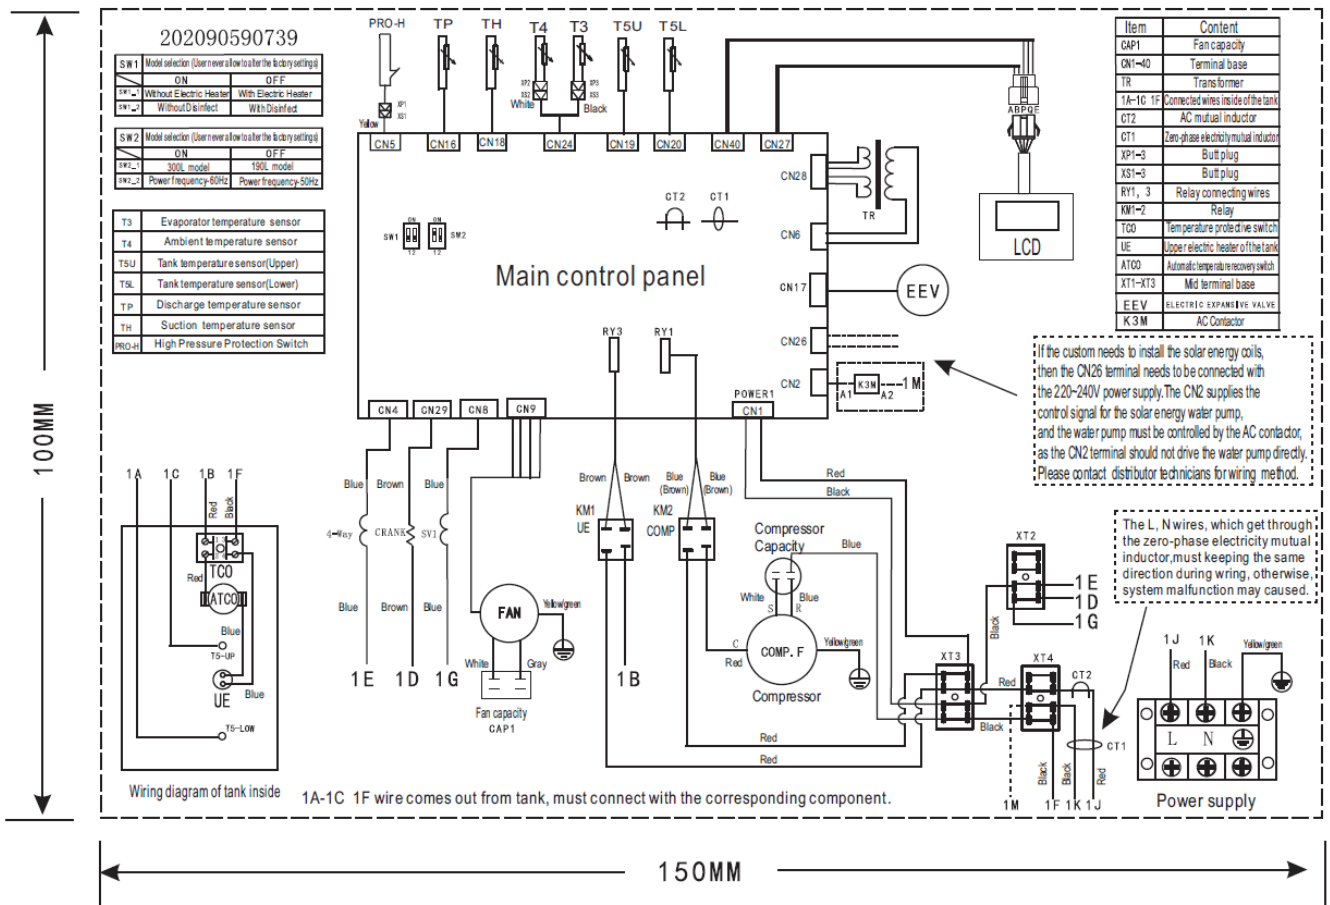 202090590739
SW1 Model selection (User never allow to alter the factory settings)
ON OFF
SW1_1 Without Electric Heater With Electric Heater
SW1_2 Without Disinfect With Disinfect
SW2 Model selection (User never allow to alter the factory settings)
ON OFF
SW2_1 300L model 190L model
SW2_2 Power frequency-60Hz Power frequency-50Hz
T3 Evaporator temperature sensor
T4 Ambient temperature sensor
T5U Tank temperature sensor(Upper)
T5L Tank temperature sensor(Lower)
TP Discharge temperature sensor
TH Suction temperature sensor
PRO-H High Pressure Protection Switch
PRO-H TP TH T4 T3 T5U T5L
XP2 XP3
XS2 XS3
White Black
XP1
XS1
Yellow
CN5 CN16 CN18 CN24 CN19 CN20 CN40 CN27
ABPQE
LCD
CN28
TR
CN6
CN17
EEV
CN26
CN2
A1 K3M A2 1M
CT2 CT1
ON ON
SW1 SW2
12 12
Main control panel
RY3 RY1
POWER1
CN4 CN29 CN8 CN9 CN1
Item Content
CAP1 Fan capacity
CN1-40 Terminal base
TR Transformer
1A-1C 1F Connected wires inside of the tank
CT2 AC mutual inductor
CT1 Zero-phase electricity mutual inductor
XP1-3 Butt plug
XS1-3 Butt plug
RY1, 3 Relay connecting wires
KM1-2 Relay
TCO Temperature protective switch
UE Upper electric heater of the tank
ATCO Automatic temperature recovery switch
XT1-XT3 Mid terminal base
EEV ELECTRIC EXPANSIVE VALVE
K3M AC Contactor
If the custom needs to install the solar energy coils,
then the CN26 terminal needs to be connected with
the 220~240V power supply.The CN2 supplies the
control signal for the solar energy water pump,
and the water pump must be controlled by the AC contactor,
as the CN2 terminal should not drive the water pump directly.
Please contact distributor technicians for wiring method.
The L, N wires, which get through
the zero-phase electricity mutual
inductor,must keeping the same
direction during wring, otherwise,
system malfunction may caused.
100MM
1A 1C 1B 1F
Red Black
TCO
Red
ATCO
Blue
T5-UP
Blue
UE
T5-LOW
Wiring diagram of tank inside
Blue Brown Blue
4-Way CRANK SV1
Blue Brown Blue
1E 1D 1G
FAN
Yellow/green
White Gray
Fan capacity
CAP1
Brown Brown Blue (Brown) Blue (Brown)
KM1 KM2
UE COMP
1B
Red
Black
Compressor
Capacity
Blue
White Blue
S R
C
Red
COMP.F
Yellow/green
Compressor
Red
Red
XT2
1E
1D
1G
Black
XT3
Red
XT4
Black
CT2
CT1
Black Black Red
1M 1F 1K 1J
1J 1K
Red Black Yellow/green
L N
Power supply
1A-1C 1F wire comes out from tank, must connect with the corresponding component.
150MM